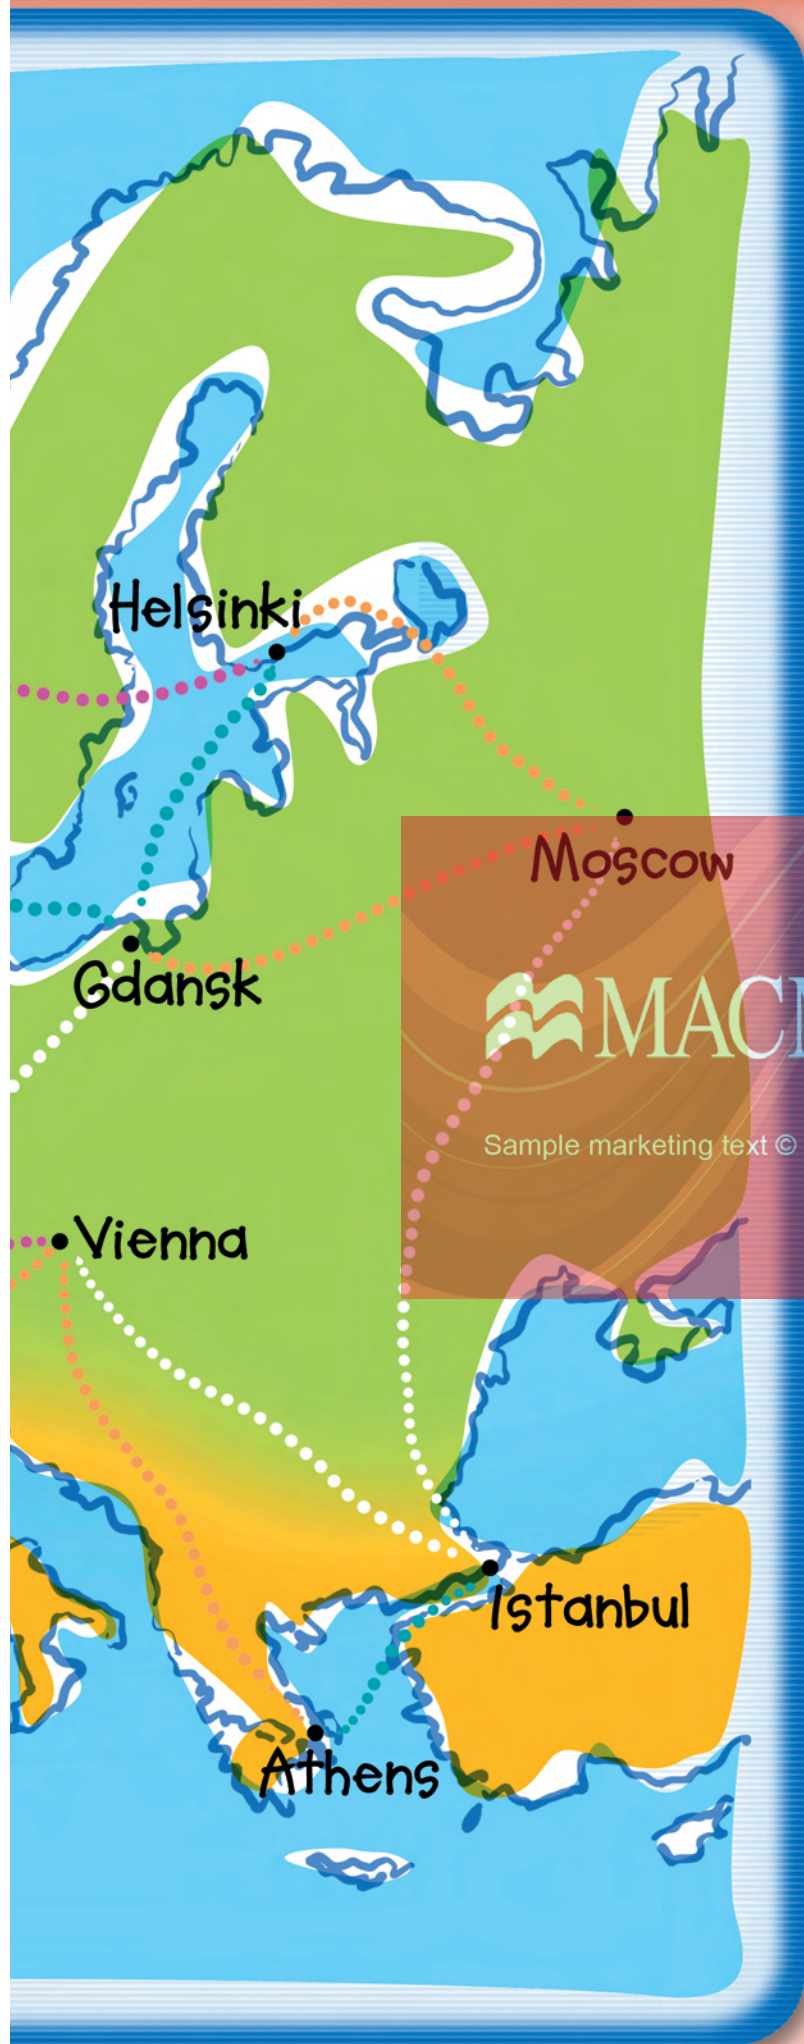 Helsinki
Moscow
Gdansk
Sample marketing text ©
Vienna
Istanbul
Athens